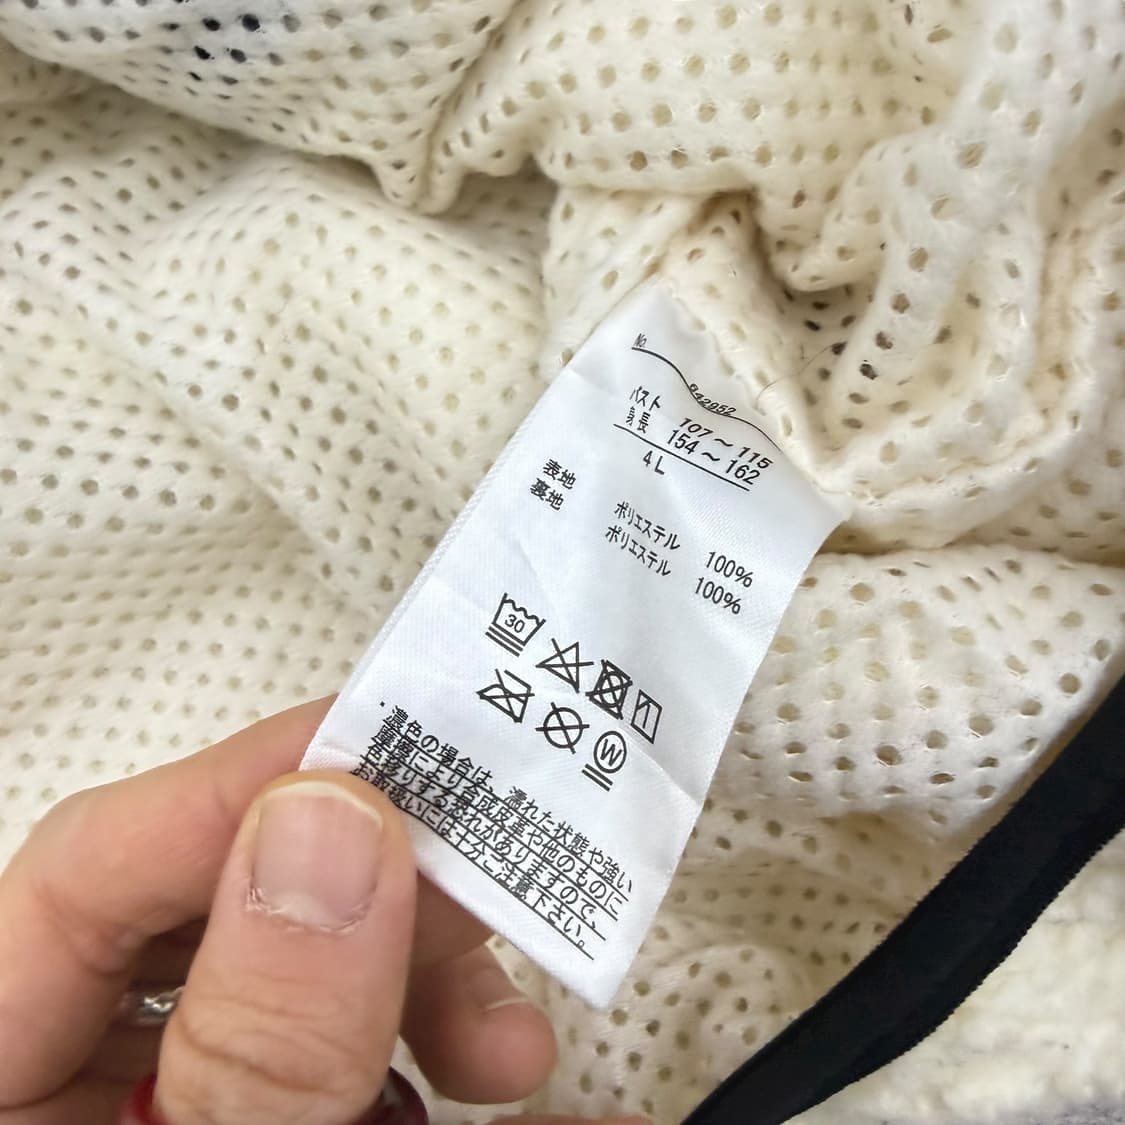 No.
バスト 107～115
身長 154～162
4L
表地 ポリエステル 100%
裏地 ポリエステル 100%
30
W
・濃色の場合は、濡れた状態や強い
摩擦により合成皮革や他のものに
色移りする恐れがありますので、
お取扱いには十分ご注意下さい。